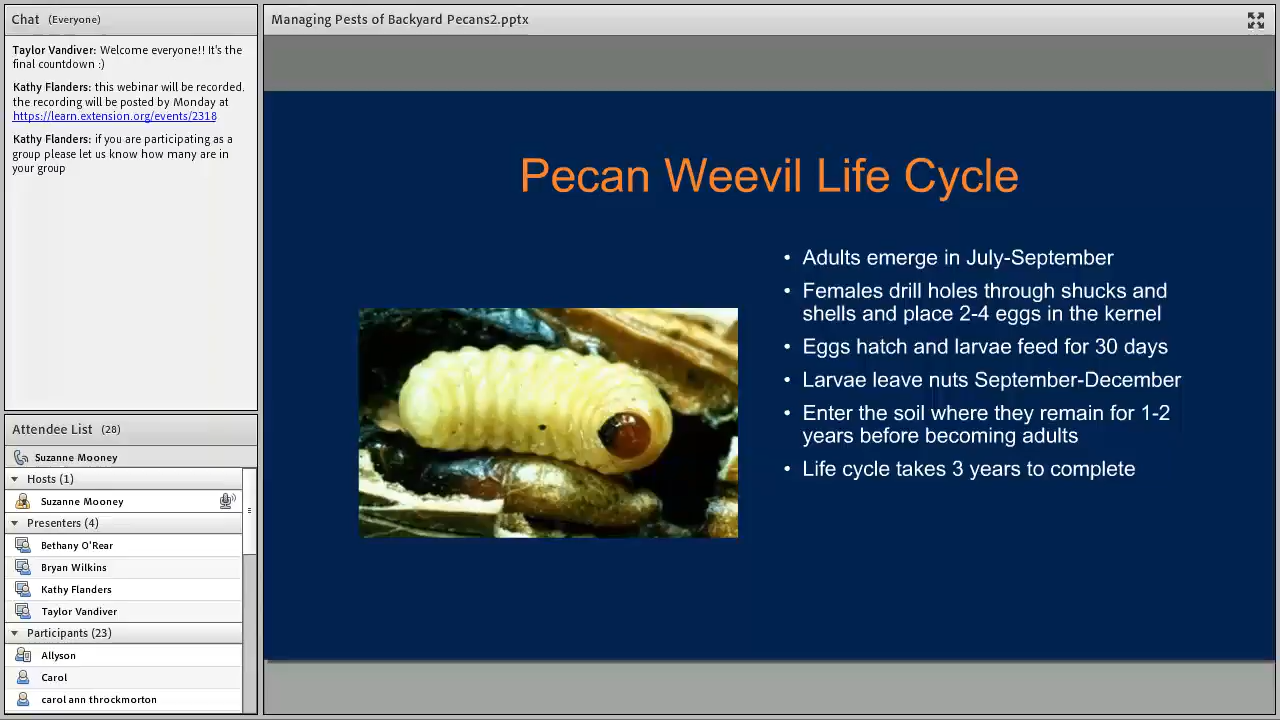 Chat (Everyone)
Taylor Vandiver: Welcome everyone!! It's the
final countdown :)
Kathy Flanders: this webinar will be recorded.
the recording will be posted by Monday at
https://learn.extension.org/events/2318
Kathy Flanders: if you are participating as a
group please let us know how many are in
your group
Attendee List (28)
Suzanne Mooney
Hosts (1)
Suzanne Mooney
Presenters (4)
Bethany O'Rear
Bryan Wilkins
Kathy Flanders
Taylor Vandiver
Participants (23)
Allyson
Carol
carol ann throckmorton
Managing Pests of Backyard Pecans2.pptx
Pecan Weevil Life Cycle
• Adults emerge in July-September
• Females drill holes through shucks and
shells and place 2-4 eggs in the kernel
• Eggs hatch and larvae feed for 30 days
• Larvae leave nuts September-December
• Enter the soil where they remain for 1-2
years before becoming adults
• Life cycle takes 3 years to complete